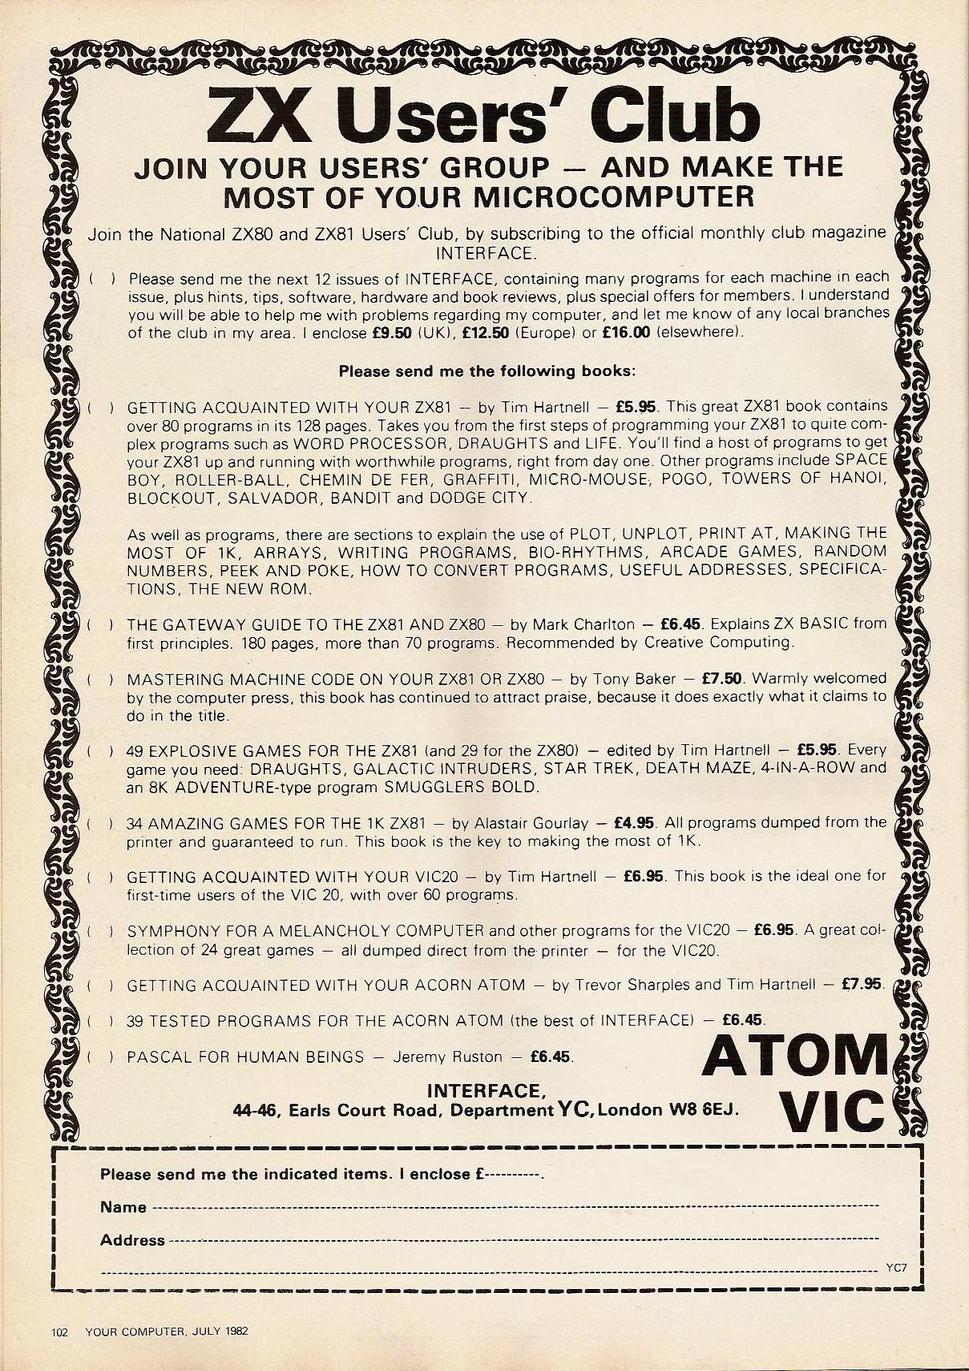 ZX Users' Club
JOIN YOUR USERS' GROUP — AND MAKE THE
MOST OF YOUR MICROCOMPUTER
Join the National ZX80 and ZX81 Users' Club, by subscribing to the official monthly club magazine
INTERFACE.
( ) Please send me the next 12 issues of INTERFACE, containing many programs for each machine in each
issue, plus hints, tips, software, hardware and book reviews, plus special offers for members. I understand
you will be able to help me with problems regarding my computer, and let me know of any local branches
of the club in my area. I enclose £9.50 (UK), £12.50 (Europe) or £16.00 (elsewhere).
Please send me the following books:
( ) GETTING ACQUAINTED WITH YOUR ZX81 — by Tim Hartnell — £5.95. This great ZX81 book contains
over 80 programs in its 128 pages. Takes you from the first steps of programming your ZX81 to quite com-
plex programs such as WORD PROCESSOR, DRAUGHTS and LIFE. You'll find a host of programs to get
your ZX81 up and running with worthwhile programs, right from day one. Other programs include SPACE
BOY, ROLLER-BALL, CHEMIN DE FER, GRAFFITI, MICRO-MOUSE, POGO, TOWERS OF HANOI,
BLOCKOUT, SALVADOR, BANDIT and DODGE CITY.
As well as programs, there are sections to explain the use of PLOT, UNPLOT, PRINT AT, MAKING THE
MOST OF 1K, ARRAYS, WRITING PROGRAMS, BIO-RHYTHMS, ARCADE GAMES, RANDOM
NUMBERS, PEEK AND POKE, HOW TO CONVERT PROGRAMS, USEFUL ADDRESSES, SPECIFICA-
TIONS, THE NEW ROM.
( ) THE GATEWAY GUIDE TO THE ZX81 AND ZX80 — by Mark Charlton — £6.45. Explains ZX BASIC from
first principles. 180 pages, more than 70 programs. Recommended by Creative Computing.
( ) MASTERING MACHINE CODE ON YOUR ZX81 OR ZX80 — by Tony Baker — £7.50. Warmly welcomed
by the computer press, this book has continued to attract praise, because it does exactly what it claims to
do in the title.
( ) 49 EXPLOSIVE GAMES FOR THE ZX81 (and 29 for the ZX80) — edited by Tim Hartnell — £5.95. Every
game you need: DRAUGHTS, GALACTIC INTRUDERS, STAR TREK, DEATH MAZE, 4-IN-A-ROW and
an 8K ADVENTURE-type program SMUGGLERS BOLD.
( ) 34 AMAZING GAMES FOR THE 1K ZX81 — by Alastair Gourlay — £4.95. All programs dumped from the
printer and guaranteed to run. This book is the key to making the most of 1K.
( ) GETTING ACQUAINTED WITH YOUR VIC20 — by Tim Hartnell — £6.95. This book is the ideal one for
first-time users of the VIC 20, with over 60 programs.
( ) SYMPHONY FOR A MELANCHOLY COMPUTER and other programs for the VIC20 — £6.95. A great col-
lection of 24 great games — all dumped direct from the printer — for the VIC20.
( ) GETTING ACQUAINTED WITH YOUR ACORN ATOM — by Trevor Sharples and Tim Hartnell — £7.95.
( ) 39 TESTED PROGRAMS FOR THE ACORN ATOM (the best of INTERFACE) — £6.45.
( ) PASCAL FOR HUMAN BEINGS — Jeremy Ruston — £6.45.
ATOM
VIC
INTERFACE,
44-46, Earls Court Road, Department YC, London W8 6EJ.
Please send me the indicated items. I enclose £----------.
Name
Address
YC7
102 YOUR COMPUTER, JULY 1982